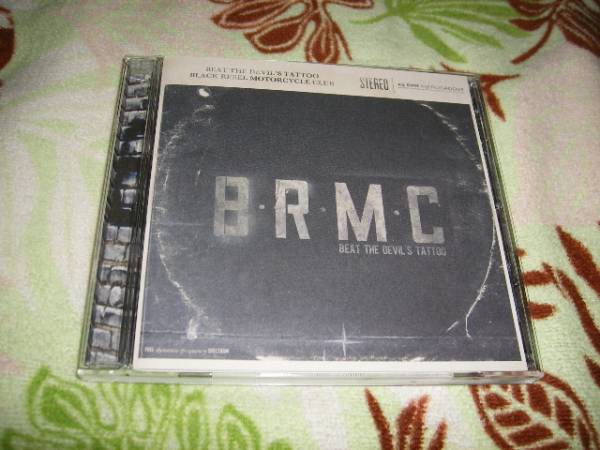 BEAT THE DEVIL'S TATTOO
BLACK REBEL MOTORCYCLE CLUB
STEREO
B·R·M·C
BEAT THE DEVIL'S TATTOO